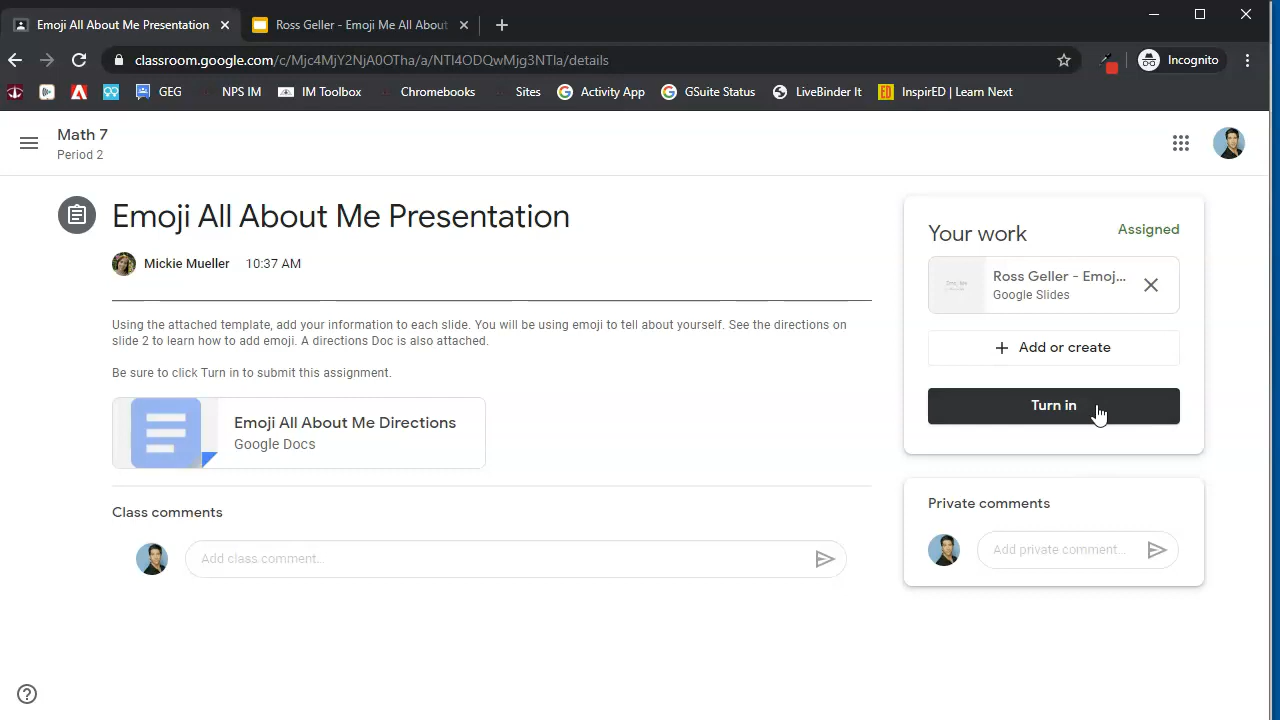 Emoji All About Me Presentation
Ross Geller - Emoji Me All About
classroom.google.com/c/Mjc4MjY2NjA0OTha/a/NTI4ODQwMjg3NTIa/details
Incognito
GEG
NPS IM
IM Toolbox
Chromebooks
Sites
Activity App
GSuite Status
LiveBinder It
ED
InspirED | Learn Next
Math 7
Period 2
Emoji All About Me Presentation
Mickie Mueller 10:37 AM
Using the attached template, add your information to each slide. You will be using emoji to tell about yourself. See the directions on
slide 2 to learn how to add emoji. A directions Doc is also attached.
Be sure to click Turn in to submit this assignment.
Emoji All About Me Directions
Google Docs
Class comments
Add class comment...
Your work
Assigned
Ross Geller - Emoj...
Google Slides
Add or create
Turn in
Private comments
Add private comment...